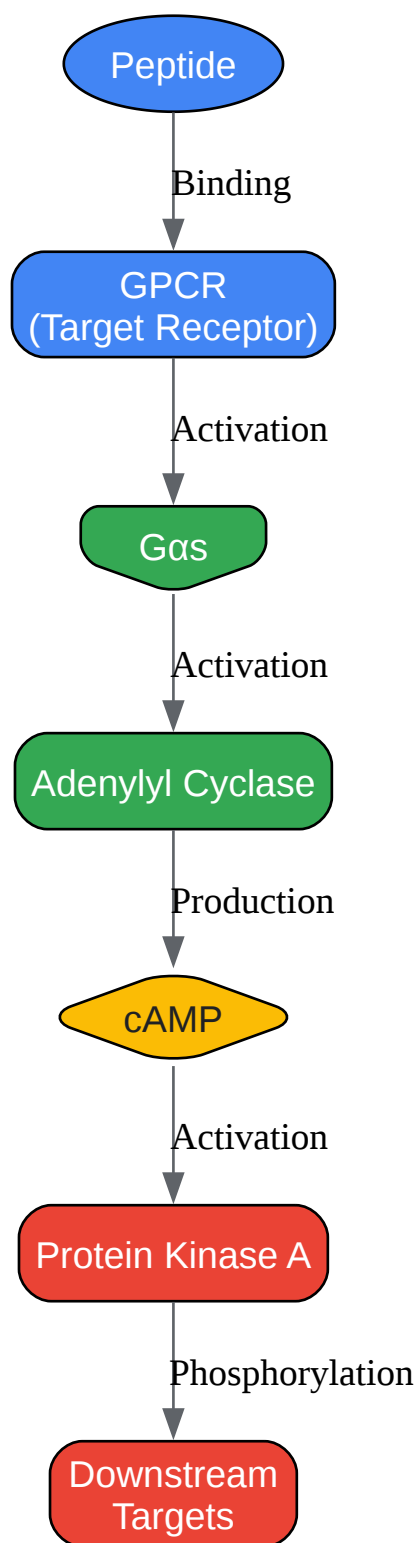 Peptide
Binding
GPCR
(Target Receptor)
Activation
Gαs
Activation
Adenylyl Cyclase
Production
cAMP
Activation
Protein Kinase A
Phosphorylation
Downstream
Targets